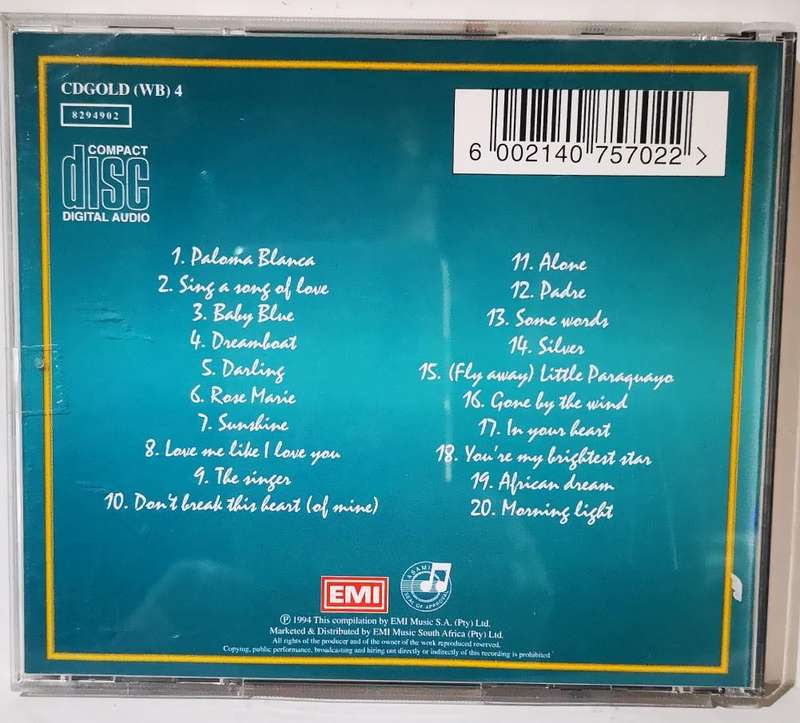 CDGOLD (WB) 4
8294902
COMPACT
disc
DIGITAL AUDIO
6 002140 757022 >
1. Paloma Blanca
2. Sing a song of love
3. Baby Blue
4. Dreamboat
5. Darling
6. Rose Marie
7. Sunshine
8. Love me like I love you
9. The singer
10. Don't break this heart (of mine)
11. Alone
12. Padre
13. Some words
14. Silver
15. (Fly away) Little Paraquayo
16. Gone by the wind
17. In your heart
18. You're my brightest star
19. African dream
20. Morning light
EMI
ASAMI
SEAL OF APPROVAL
℗ 1994 This compilation by EMI Music S.A. (Pty) Ltd.
Marketed & Distributed by EMI Music South Africa (Pty) Ltd.
All rights of the producer and of the owner of the work reproduced reserved.
Copying, public performance, broadcasting and hiring out directly or indirectly of this recording is prohibited